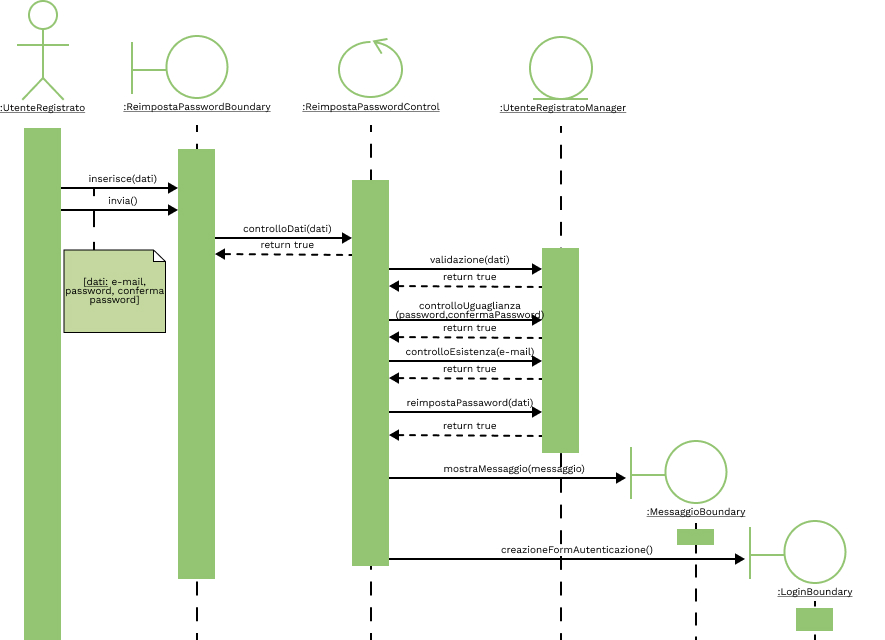 :UtenteRegistrato
:ReimpostaPasswordBoundary
:ReimpostaPasswordControl
:UtenteRegistratoManager
inserisce(dati)
invia()
controlloDati(dati)
return true
[dati: e-mail,
password, conferma
password]
validazione(dati)
return true
controlloUguaglianza
(password,confermaPassword)
return true
controlloEsistenza(e-mail)
return true
reimpostaPassaword(dati)
return true
mostraMessaggio(messaggio)
:MessaggioBoundary
creazioneFormAutenticazione()
:LoginBoundary